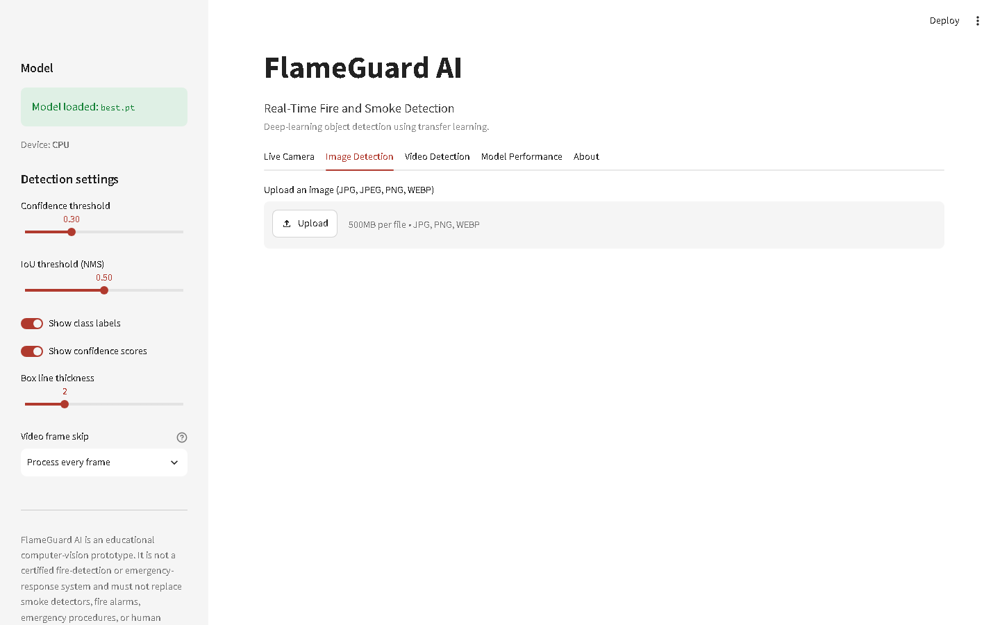 Deploy
Model
Model loaded: best.pt
Device: CPU
Detection settings
Confidence threshold
0.30
IoU threshold (NMS)
0.50
Show class labels
Show confidence scores
Box line thickness
2
Video frame skip
Process every frame
FlameGuard AI is an educational
computer-vision prototype. It is not a
certified fire-detection or emergency-
response system and must not replace
smoke detectors, fire alarms,
emergency procedures, or human
FlameGuard AI
Real-Time Fire and Smoke Detection
Deep-learning object detection using transfer learning.
Live Camera Image Detection Video Detection Model Performance About
Upload an image (JPG, JPEG, PNG, WEBP)
Upload 500MB per file • JPG, PNG, WEBP